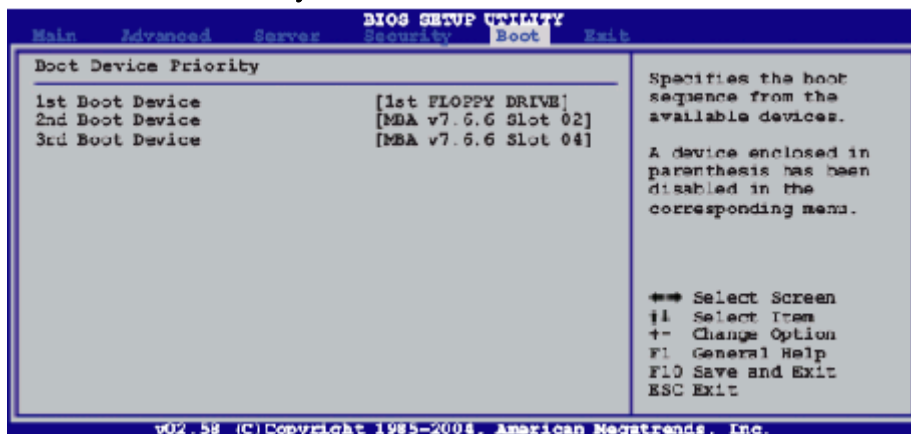 BIOS SETUP UTILITY
Main Advanced Server Security Boot Exit
Boot Device Priority
1st Boot Device [1st FLOPPY DRIVE]
2nd Boot Device [MBA v7.6.6 Slot 02]
3rd Boot Device [MBA v7.6.6 Slot 04]
Specifies the boot
sequence from the
available devices.
A device enclosed in
parenthesis has been
disabled in the
corresponding menu.
←→ Select Screen
↑↓ Select Item
+- Change Option
F1 General Help
F10 Save and Exit
ESC Exit
v02.58 (C)Copyright 1985-2004, American Megatrends, Inc.